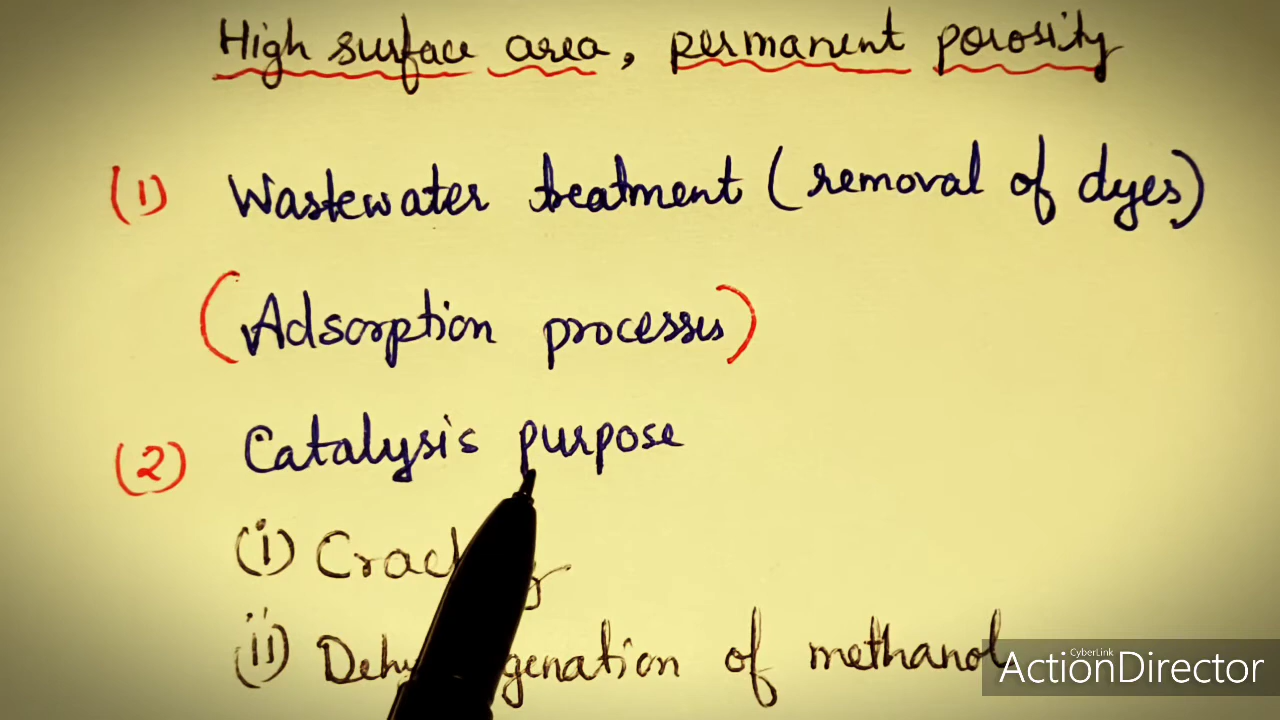 High surface area, permanent porosity
(1) Wastewater treatment (removal of dyes)
(Adsorption processes)
(2) Catalysis purpose
(i) Crac
(ii) Dehy genation of methanol
CyberLink
ActionDirector